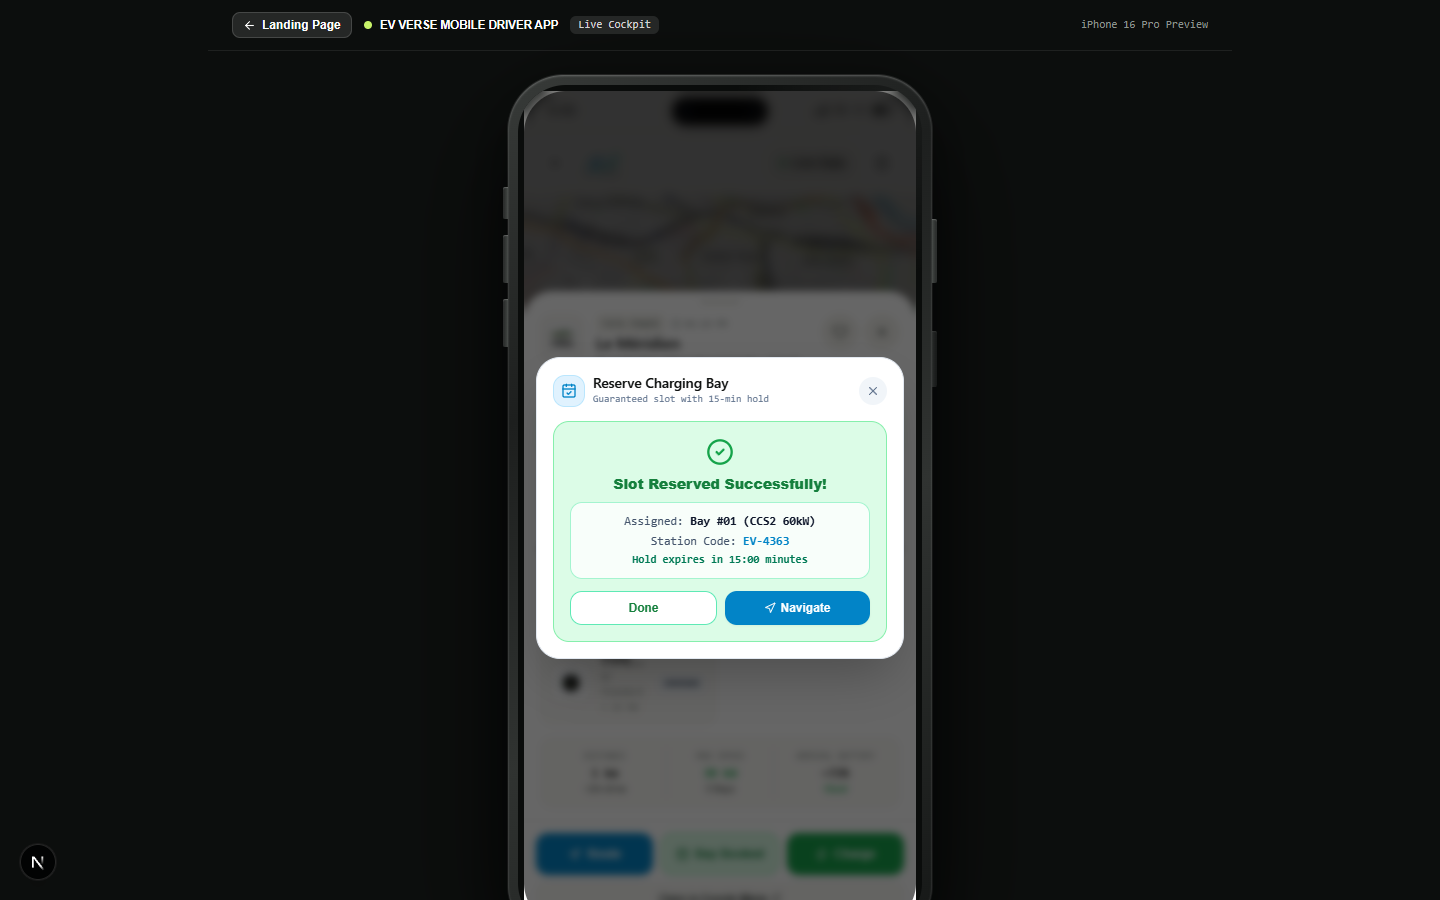 Landing Page
EV VERSE MOBILE DRIVER APP
Live Cockpit
iPhone 16 Pro Preview
Reserve Charging Bay
Guaranteed slot with 15-min hold
Slot Reserved Successfully!
Assigned: Bay #01 (CCS2 60kW)
Station Code: EV-4363
Hold expires in 15:00 minutes
Done
Navigate
N